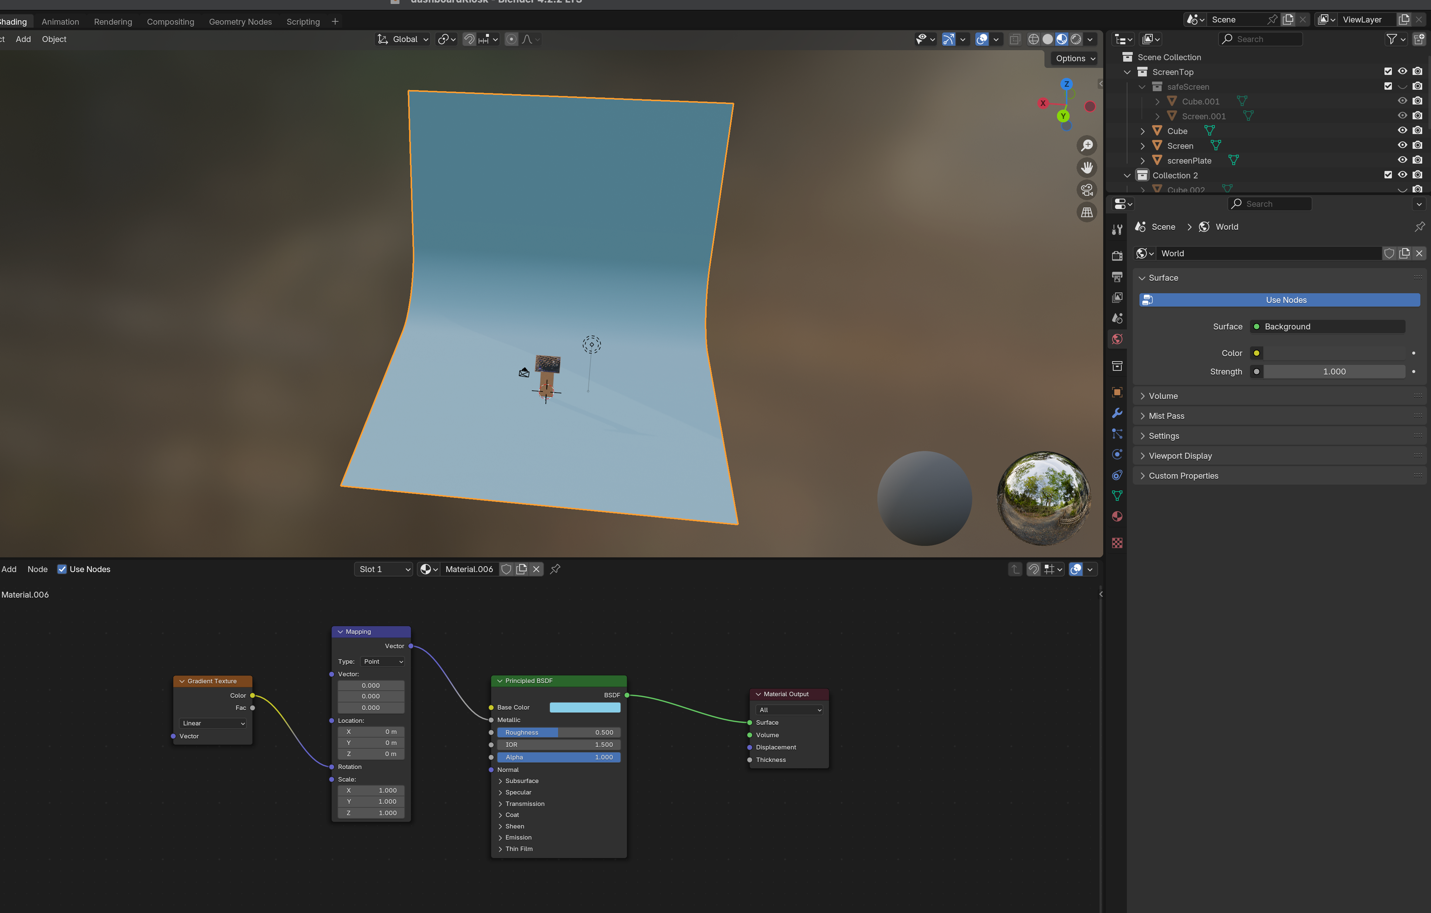 Shading Animation Rendering Compositing Geometry Nodes Scripting + Scene ViewLayer
Add Object Global Search
Options
Scene Collection
ScreenTop
safeScreen
Cube.001
Screen.001
Cube
Screen
screenPlate
Collection 2
Cube.002
Z
X
Y
Search
Scene > World
World
Surface
Use Nodes
Surface Background
Color
Strength 1.000
Volume
Mist Pass
Settings
Viewport Display
Custom Properties
Add Node Use Nodes Slot 1 Material.006
Material.006
Mapping
Vector
Type: Point
Vector:
0.000
0.000
0.000
Location:
X 0 m
Y 0 m
Z 0 m
Rotation
Scale:
X 1.000
Y 1.000
Z 1.000
Gradient Texture
Color
Fac
Linear
Vector
Principled BSDF
BSDF
Base Color
Metallic
Roughness 0.500
IOR 1.500
Alpha 1.000
Normal
Subsurface
Specular
Transmission
Coat
Sheen
Emission
Thin Film
Material Output
All
Surface
Volume
Displacement
Thickness